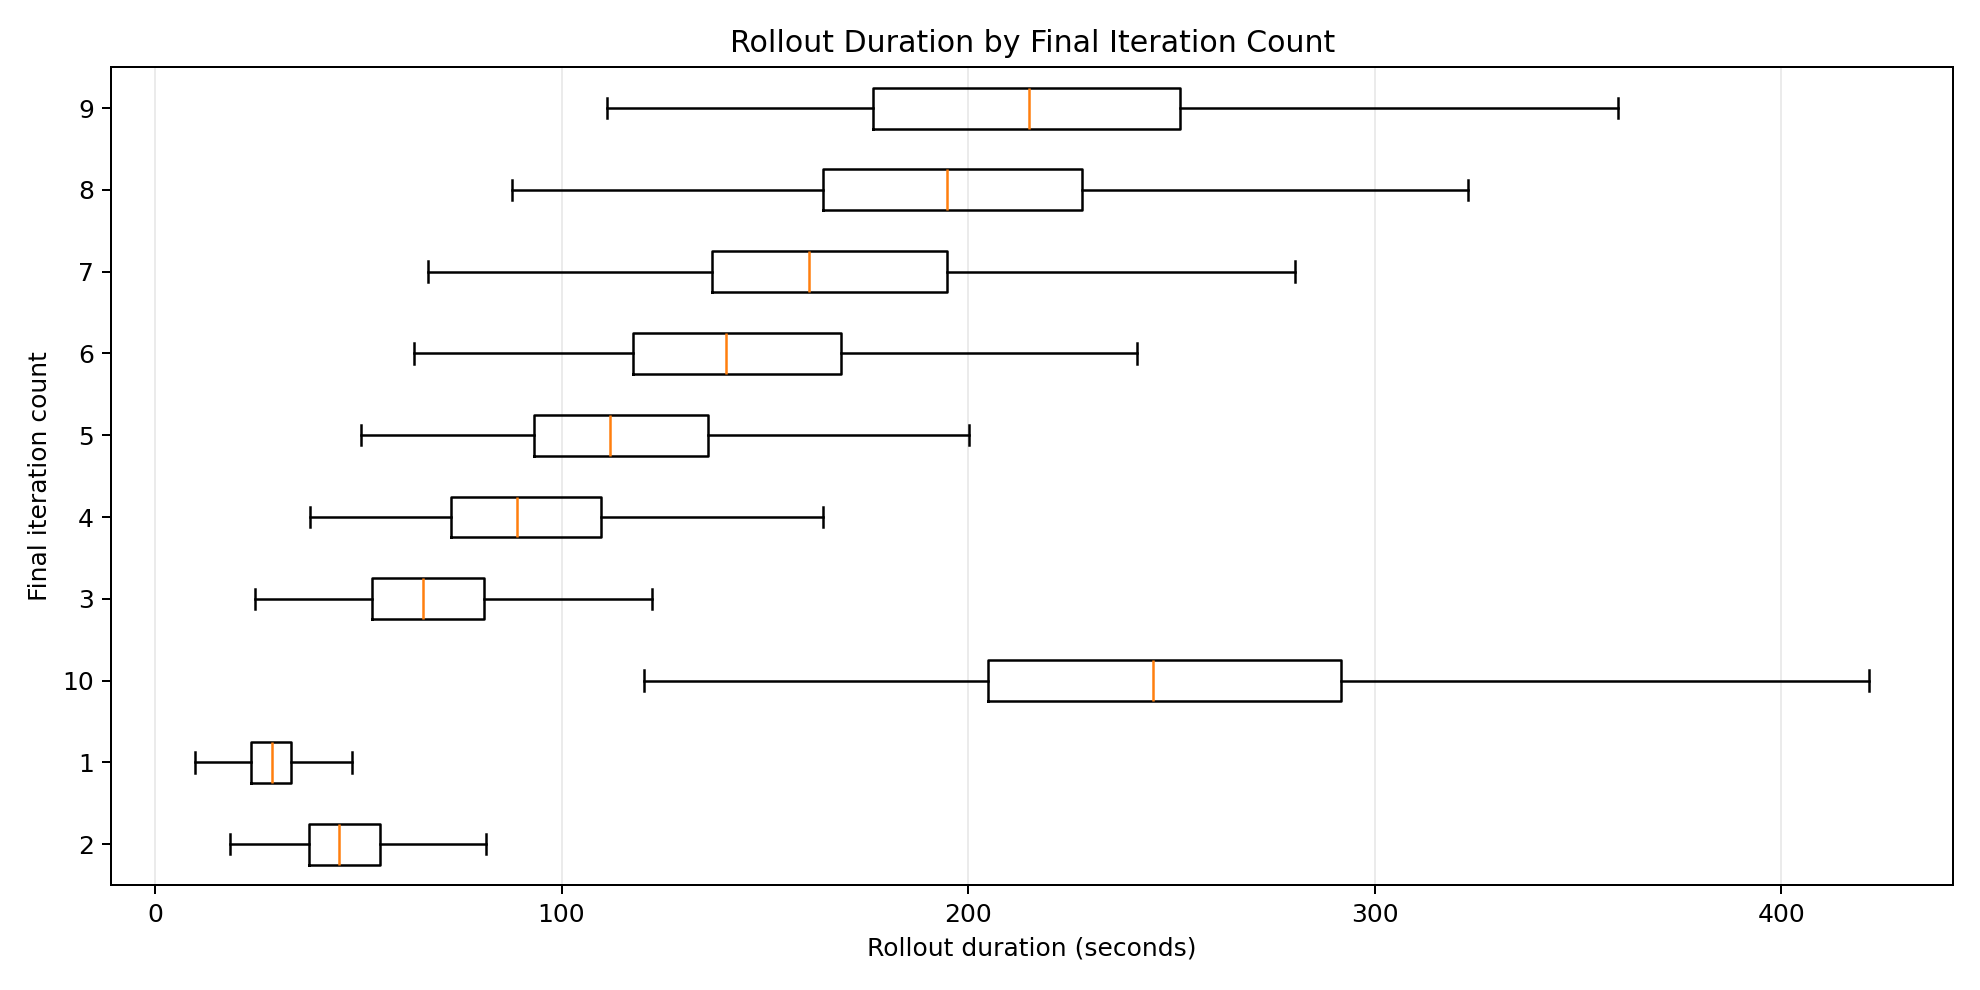 Rollout Duration by Final Iteration Count
Final iteration count
9
8
7
6
5
4
3
10
1
2
0 100 200 300 400
Rollout duration (seconds)